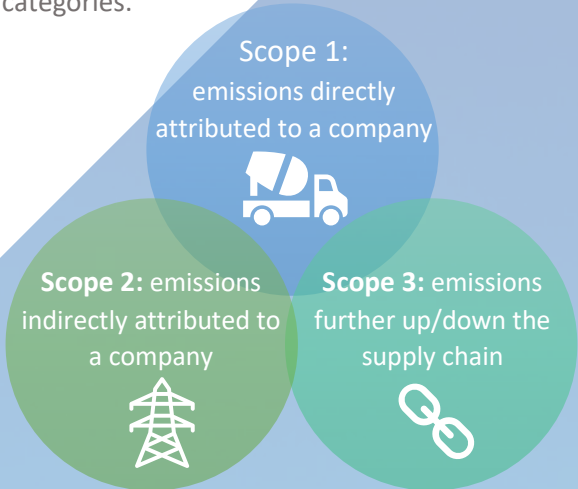 categories.
Scope 1:
emissions directly
attributed to a company
Scope 2: emissions
indirectly attributed to
a company
Scope 3: emissions
further up/down the
supply chain